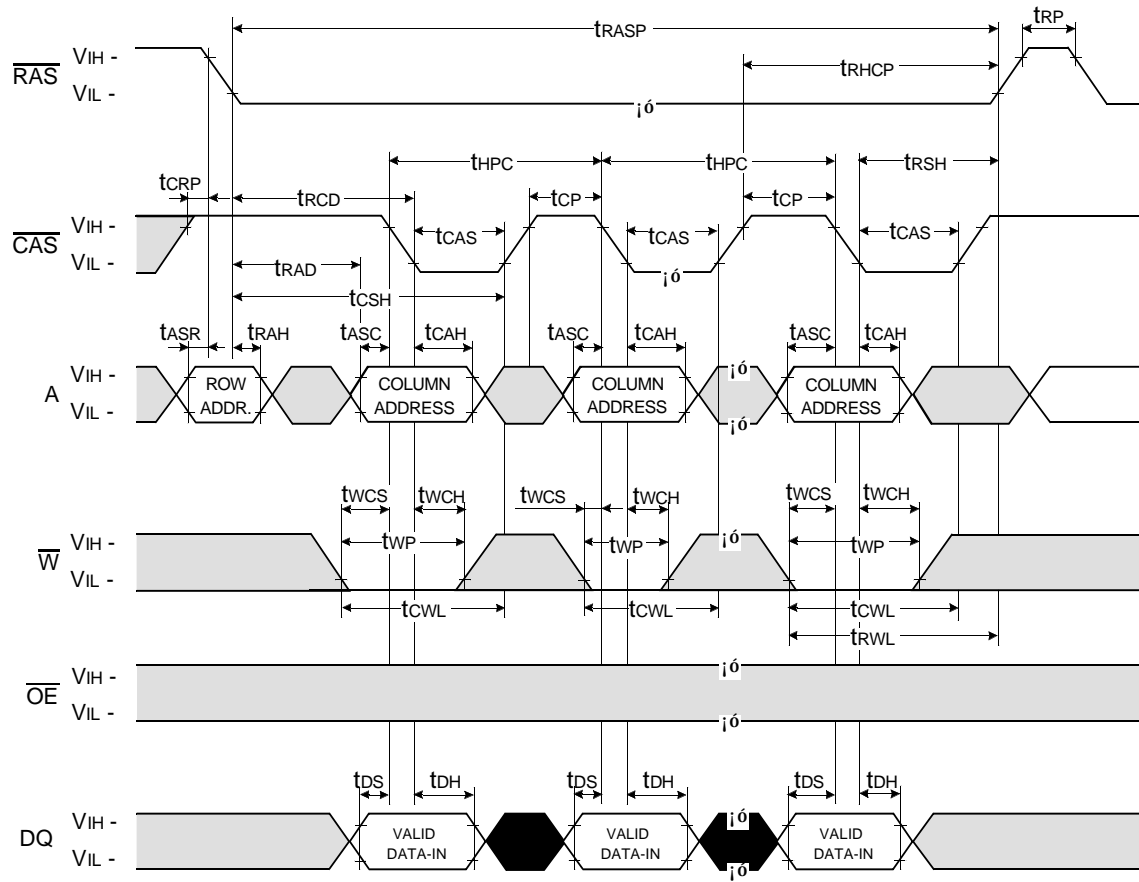 tRASP tRP
VIH -
RAS
tRHCP
VIL -
¡ó
tHPC tHPC tRSH
tCRP
tRCD tCP tCP
VIH -
CAS
tCAS tCAS tCAS
VIL -
¡ó
tRAD
tCSH
tASR tRAH tASC tCAH tASC tCAH tASC tCAH
VIH - ¡ó
A
ROW COLUMN COLUMN COLUMN
ADDR. ADDRESS ADDRESS ADDRESS
VIL - ¡ó
tWCS tWCH tWCS tWCH tWCS tWCH
VIH - ¡ó
W
tWP tWP tWP
VIL -
tCWL tCWL tCWL
tRWL
VIH - ¡ó
OE
VIL - ¡ó
tDS tDH tDS tDH tDS tDH
VIH - ¡ó
DQ
VALID VALID VALID
DATA-IN DATA-IN DATA-IN
VIL - ¡ó